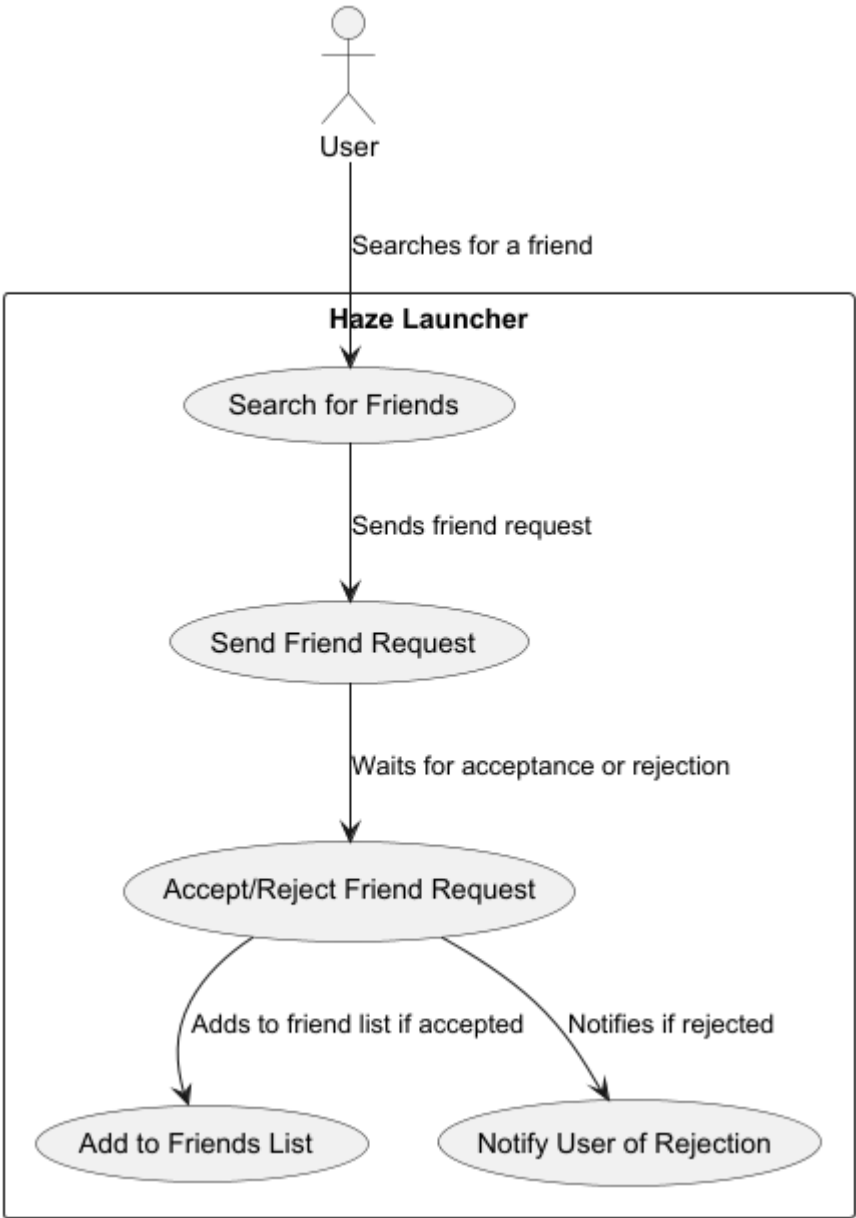 User
Searches for a friend
Haze Launcher
Search for Friends
Sends friend request
Send Friend Request
Waits for acceptance or rejection
Accept/Reject Friend Request
Adds to friend list if accepted
Notifies if rejected
Add to Friends List
Notify User of Rejection